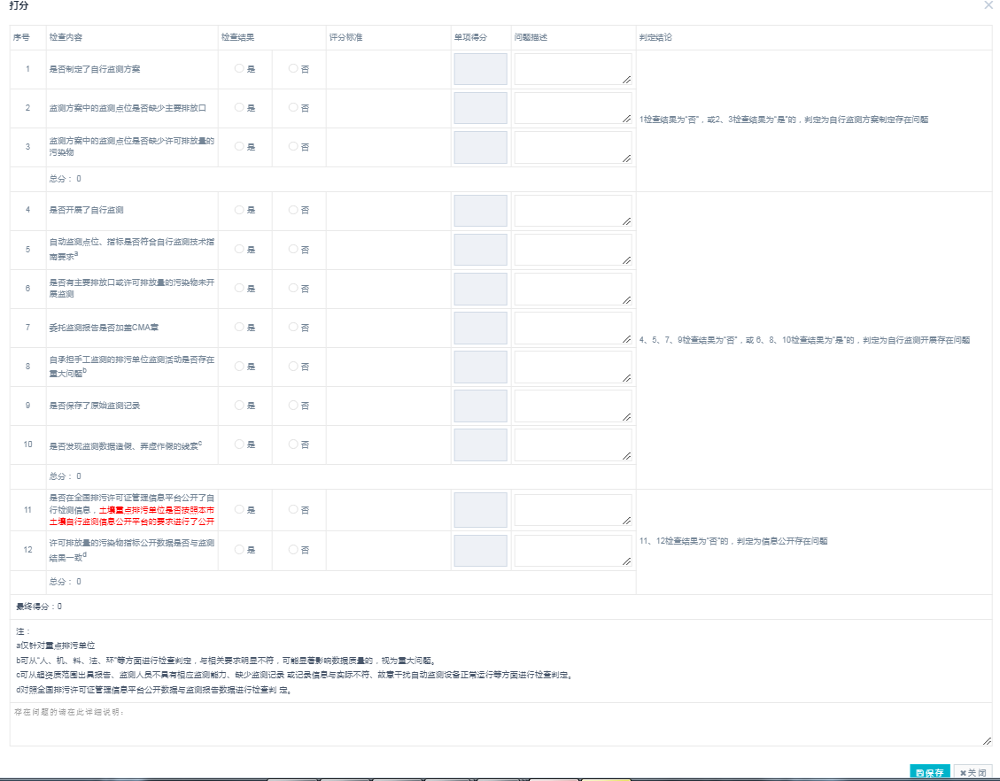 打分
序号 检查内容 检查结果 评分标准 单项得分 问题描述 判定结论
1 是否制定了自行监测方案 是 否
2 监测方案中的监测点位是否缺少主要排放口 是 否
1检查结果为“否”，或2、3检查结果为“是”的，判定为自行监测方案制定存在问题
3 监测方案中的监测点位是否缺少许可排放量的
污染物 是 否
总分： 0
4 是否开展了自行监测 是 否
5 自动监测点位、指标是否符合自行监测技术指
南要求a 是 否
6 是否有主要排放口或许可排放量的污染物未开
展监测 是 否
7 委托监测报告是否加盖CMA章 是 否
4、5、7、9检查结果为“否”，或 6、8、10检查结果为“是”的，判定为自行监测开展存在问题
8 自承担手工监测的排污单位监测活动是否存在
重大问题b 是 否
9 是否保存了原始监测记录 是 否
10 是否发现监测数据造假、弄虚作假的线索c 是 否
总分： 0
11 是否在全国排污许可证管理信息平台公开了自
行检测信息，土壤重点排污单位是否按照本市
土壤自行监测信息公开平台的要求进行了公开 是 否
11、12检查结果为“否”的，判定为信息公开存在问题
12 许可排放量的污染物指标公开数据是否与监测
结果一致d 是 否
总分： 0
最终得分：0
注：
a仅针对重点排污单位
b可从“人、机、料、法、环”等方面进行检查判定，与相关要求明显不符，可能显著影响数据质量的，视为重大问题。
c可从超资质范围出具报告、监测人员不具有相应监测能力、缺少监测记录 或记录信息与实际不符、故意干扰自动监测设备正常运行等方面进行检查判定。
d对照全国排污许可证管理信息平台公开数据与监测报告数据进行检查判 定。
存在问题的请在此详细说明：
保存 关闭